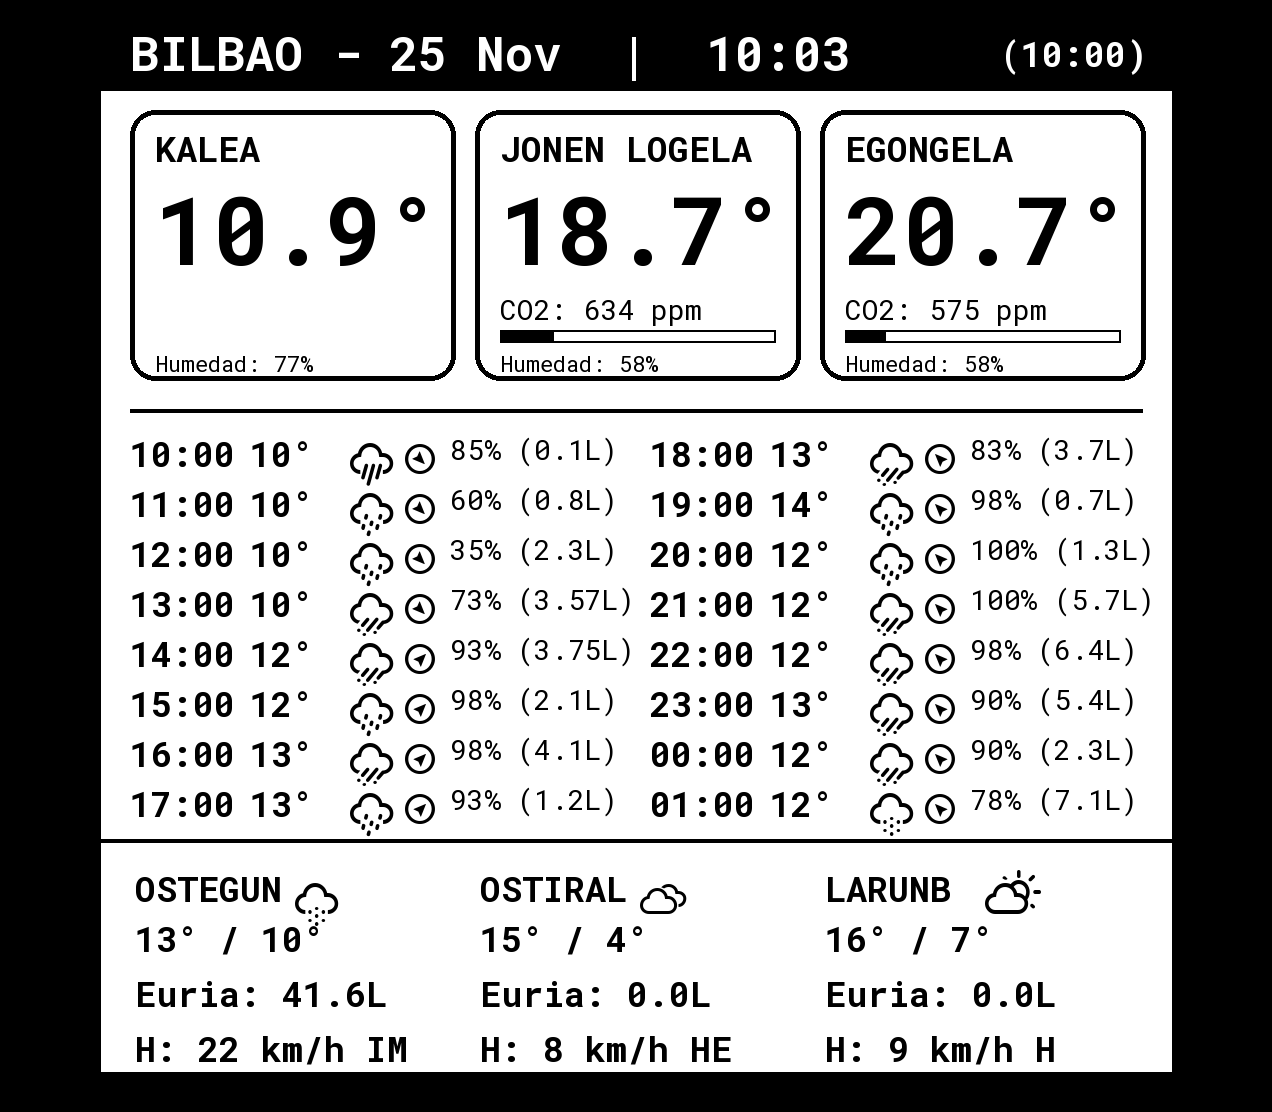 BILBAO - 25 Nov | 10:03 (10:00)
KALEA
10.9°
Humedad: 77%
JONEN LOGELA
18.7°
CO2: 634 ppm
Humedad: 58%
EGONGELA
20.7°
CO2: 575 ppm
Humedad: 58%
10:00 10° 85% (0.1L)
11:00 10° 60% (0.8L)
12:00 10° 35% (2.3L)
13:00 10° 73% (3.57L)
14:00 12° 93% (3.75L)
15:00 12° 98% (2.1L)
16:00 13° 98% (4.1L)
17:00 13° 93% (1.2L)
18:00 13° 83% (3.7L)
19:00 14° 98% (0.7L)
20:00 12° 100% (1.3L)
21:00 12° 100% (5.7L)
22:00 12° 98% (6.4L)
23:00 13° 90% (5.4L)
00:00 12° 90% (2.3L)
01:00 12° 78% (7.1L)
OSTEGUN
13° / 10°
Euria: 41.6L
H: 22 km/h IM
OSTIRAL
15° / 4°
Euria: 0.0L
H: 8 km/h HE
LARUNB
16° / 7°
Euria: 0.0L
H: 9 km/h H